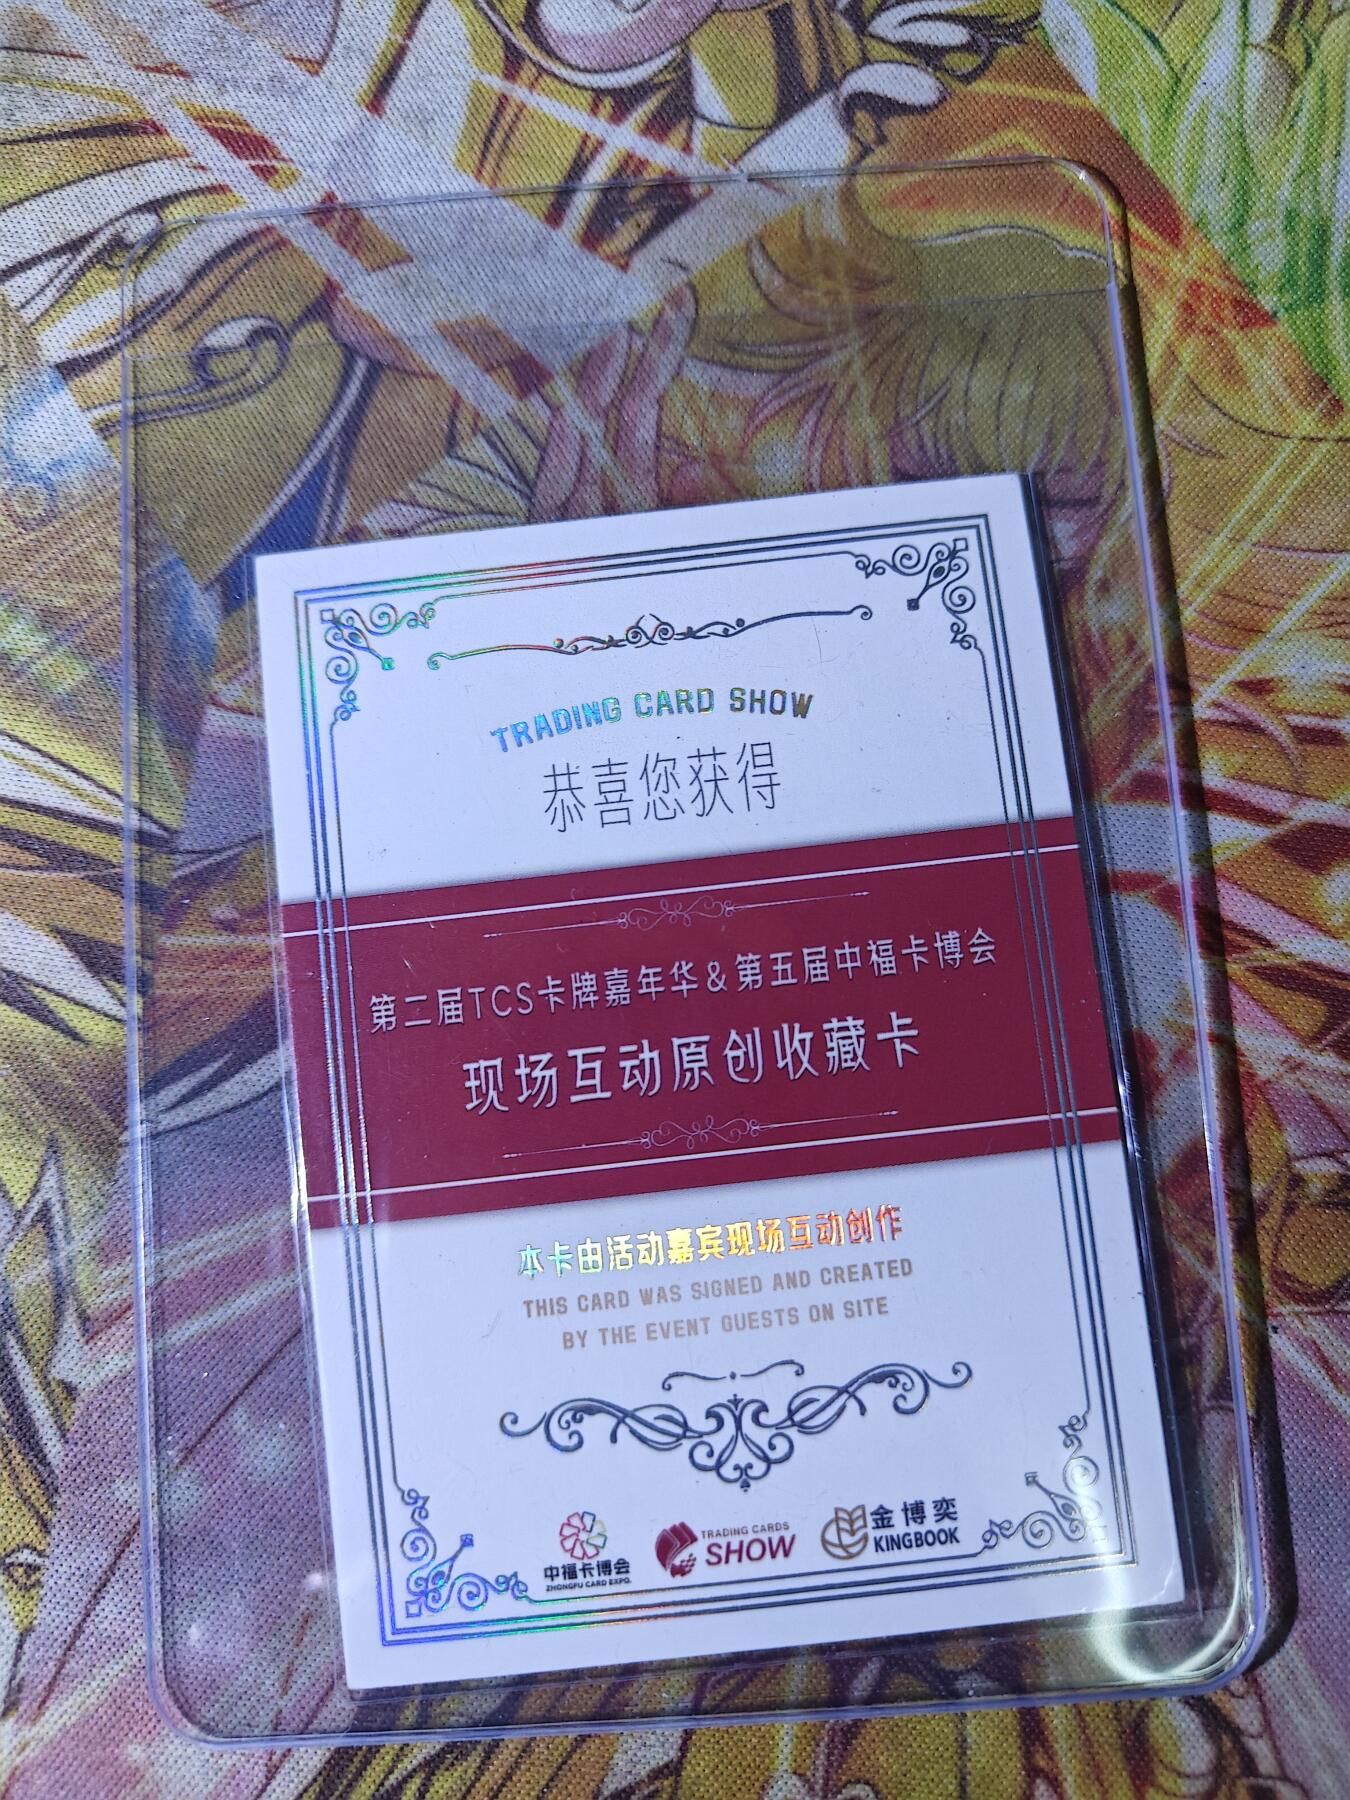 TRADING CARD SHOW
恭喜您获得
第二届TCS卡牌嘉年华&第五届中福卡博会
现场互动原创收藏卡
本卡由活动嘉宾现场互动创作
THIS CARD WAS SIGNED AND CREATED
BY THE EVENT GUESTS ON SITE
中福卡博会
ZHONGFU CARD EXPO
TRADING CARDS
SHOW
金博奕
KINGBOOK